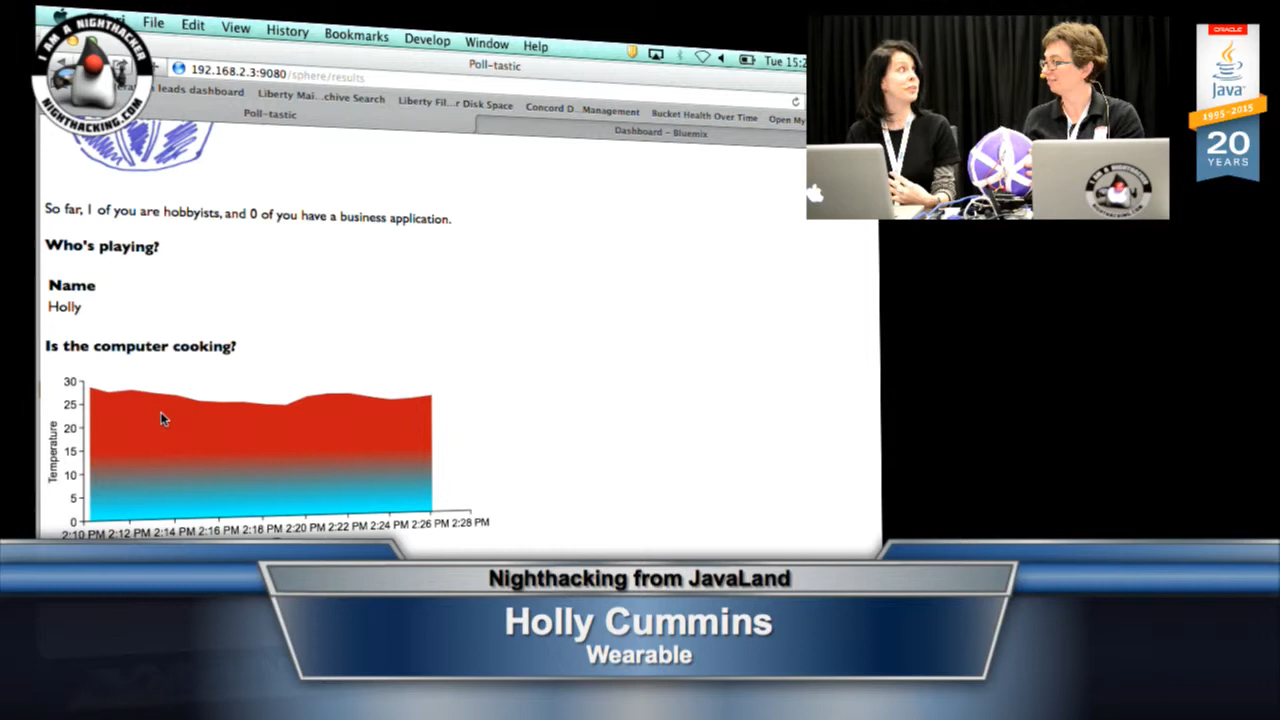 File Edit View History Bookmarks Develop Window Help
Tue 15:2
Poll-tastic
192.168.2.3:9080/sphere/results
leads dashboard Liberty Mai...chive Search Liberty Fil...r Disk Space Concord D...Management Bucket Health Over Time Open My
Poll-tastic
Dashboard – Bluemix
I AM A NIGHTHACKER
NIGHTHACKING.COM
ORACLE
Java
1995-2015
20
YEARS
So far, 1 of you are hobbyists, and 0 of you have a business application.
Who's playing?
Name
Holly
Is the computer cooking?
30
25
20
15
10
5
0
Temperature
2:10 PM 2:12 PM 2:14 PM 2:16 PM 2:18 PM 2:20 PM 2:22 PM 2:24 PM 2:26 PM 2:28 PM
Nighthacking from JavaLand
Holly Cummins
Wearable